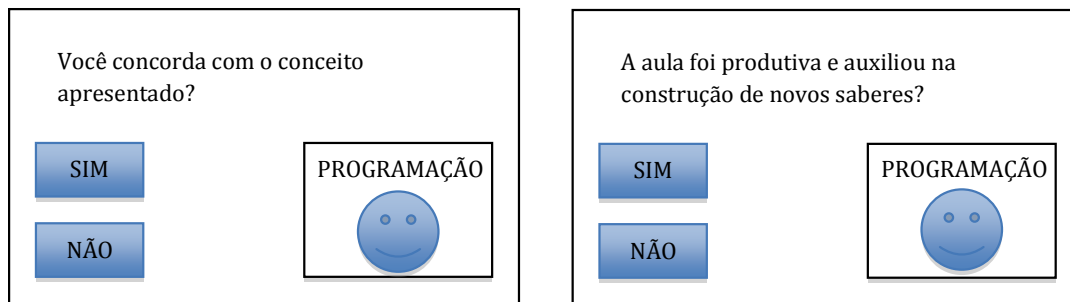 Você concorda com o conceito
apresentado?
SIM
PROGRAMAÇÃO
NÃO
A aula foi produtiva e auxiliou na
construção de novos saberes?
SIM
PROGRAMAÇÃO
NÃO